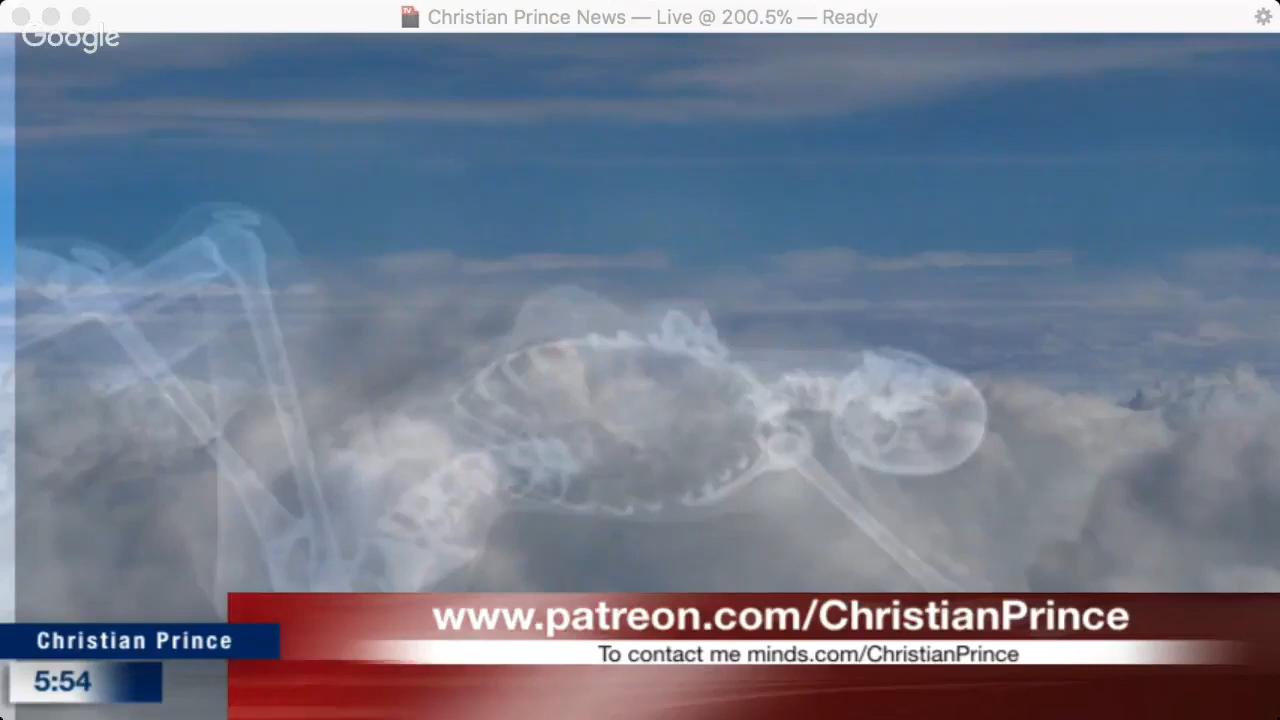 Christian Prince News — Live @ 200.5% — Ready
Google
www.patreon.com/ChristianPrince
To contact me minds.com/ChristianPrince
Christian Prince
5:54